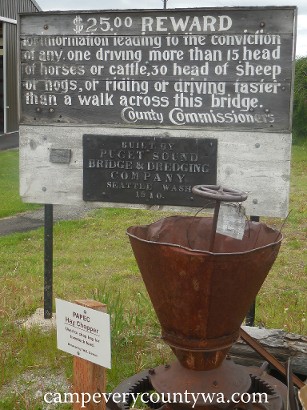 $25.00 REWARD
for information leading to the conviction
of any one driving more than 15 head
of horses or cattle, 30 head of sheep
or hogs, or riding or driving faster
than a walk across this bridge.
County Commissioners
BUILT BY
PUGET SOUND
BRIDGE & DREDGING
COMPANY
SEATTLE WASH
1910
PAPEC
Hay Chopper
campeverycountywa.com